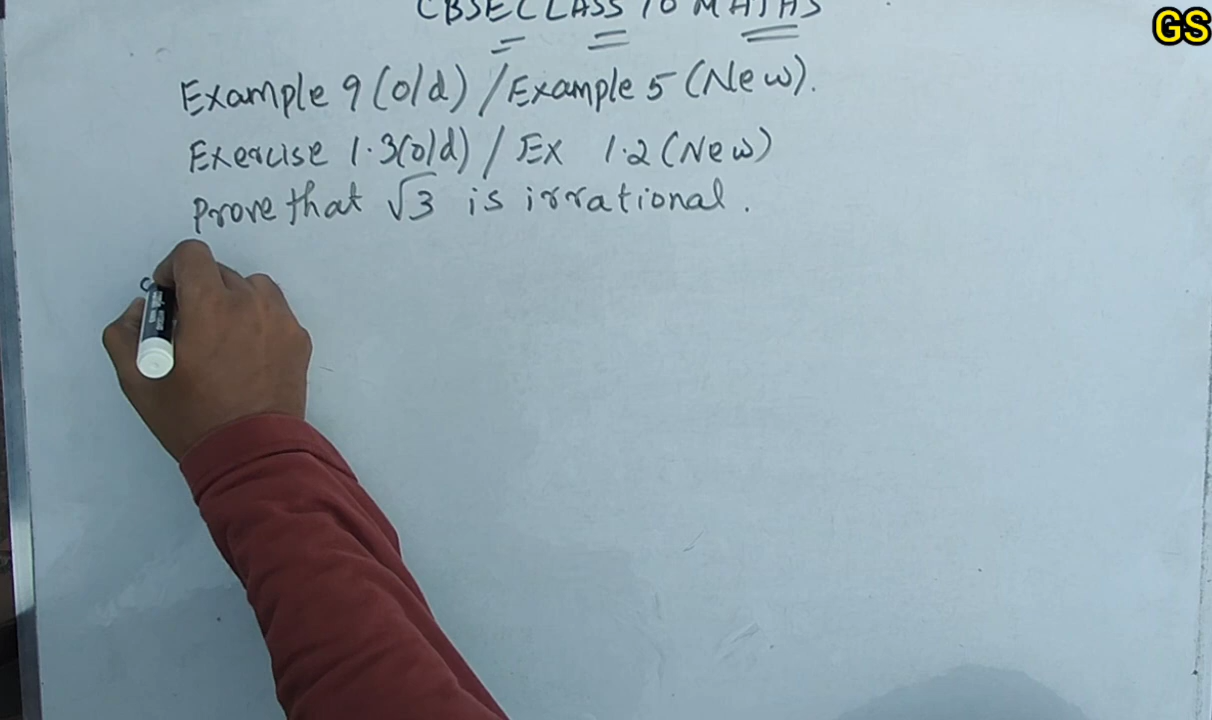 CBSE CLASS 10 MATHS
GS
Example 9 (old) / Example 5 (New).
Exercise 1.3(old) / Ex 1.2 (New)
Prove that √3 is irrational.